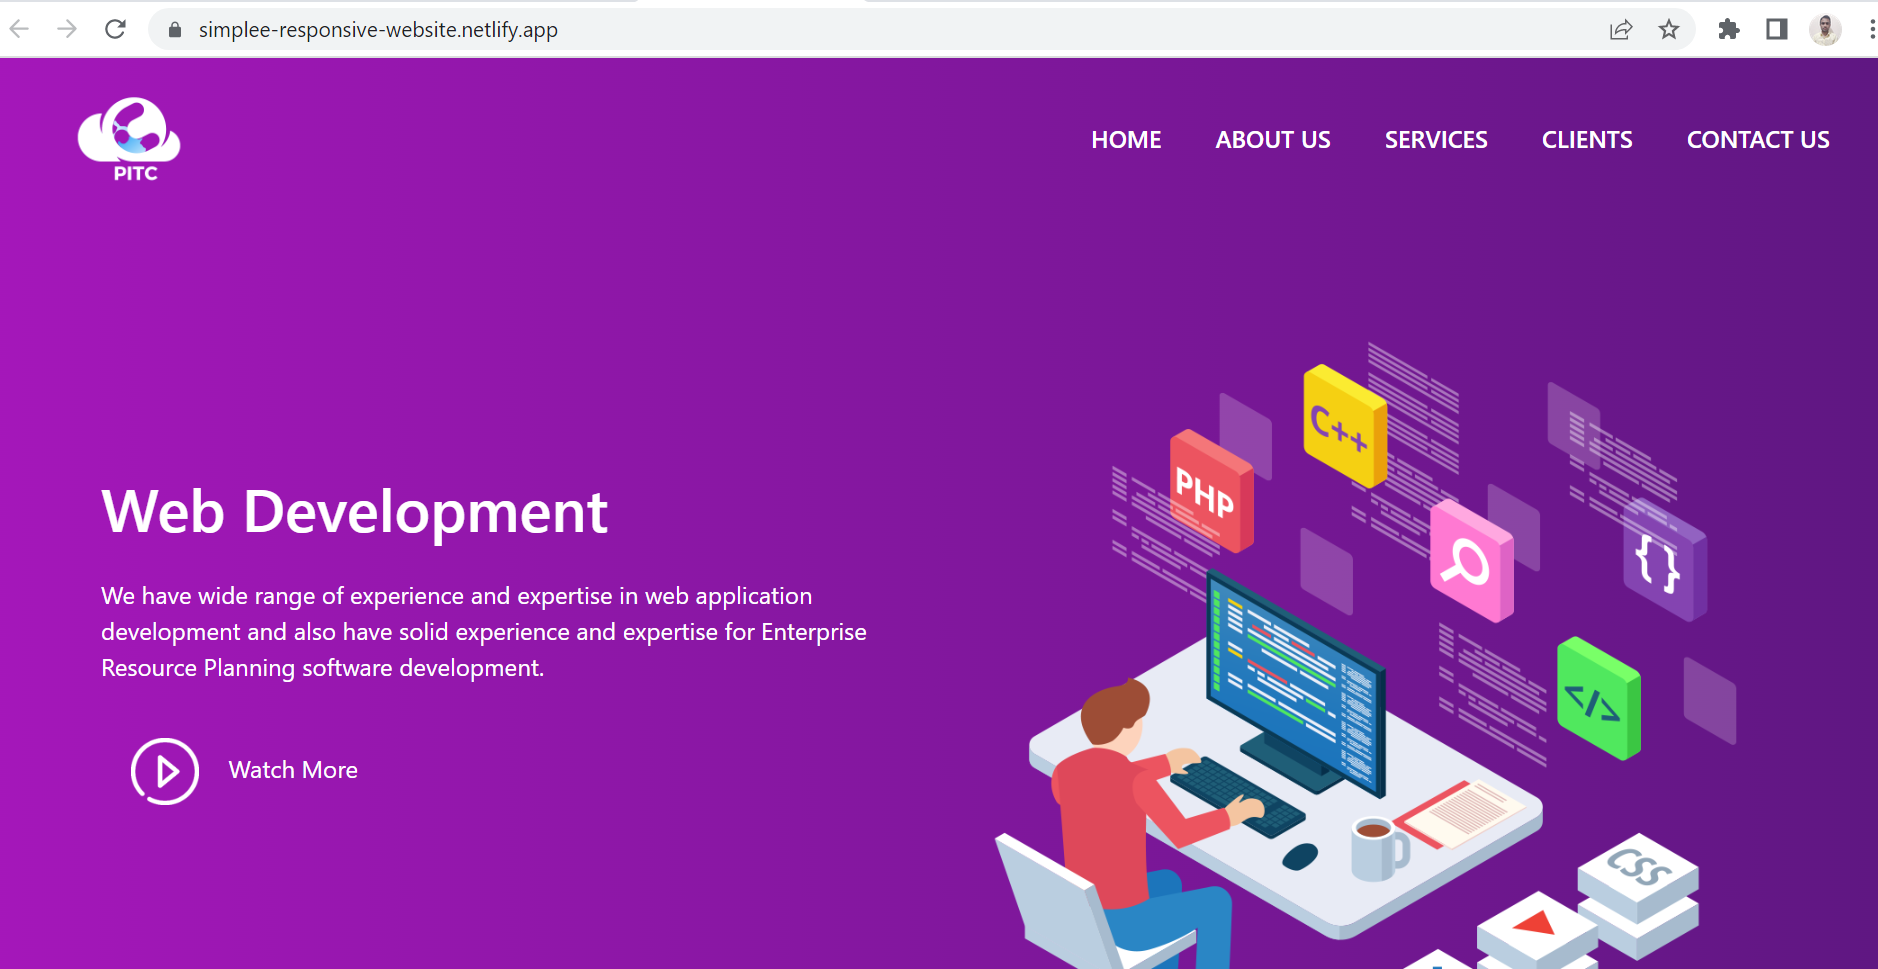 simplee-responsive-website.netlify.app
PITC
HOME ABOUT US SERVICES CLIENTS CONTACT US
C++
PHP
{}
</>
Web Development
We have wide range of experience and expertise in web application
development and also have solid experience and expertise for Enterprise
Resource Planning software development.
Watch More
CSS